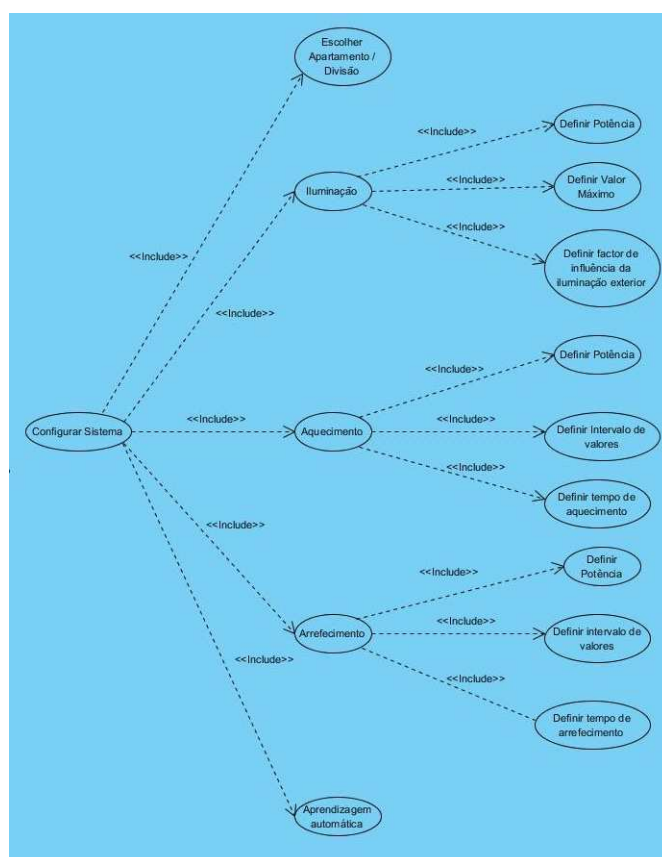 Escolher
Apartamento /
Divisão
<<Include>>
Definir Potência
<<Include>>
Definir Valor
Máximo
Iluminação
<<Include>>
Definir factor de
influência da
iluminação exterior
<<Include>>
<<Include>>
Definir Potência
<<Include>>
Configurar Sistema
<<Include>>
Aquecimento
<<Include>>
Definir Intervalo de
valores
<<Include>>
Definir tempo de
aquecimento
<<Include>>
Definir
Potência
<<Include>>
Arrefecimento
<<Include>>
Definir intervalo de
valores
<<Include>>
<<Include>>
Definir tempo de
arrefecimento
Aprendizagem
automática